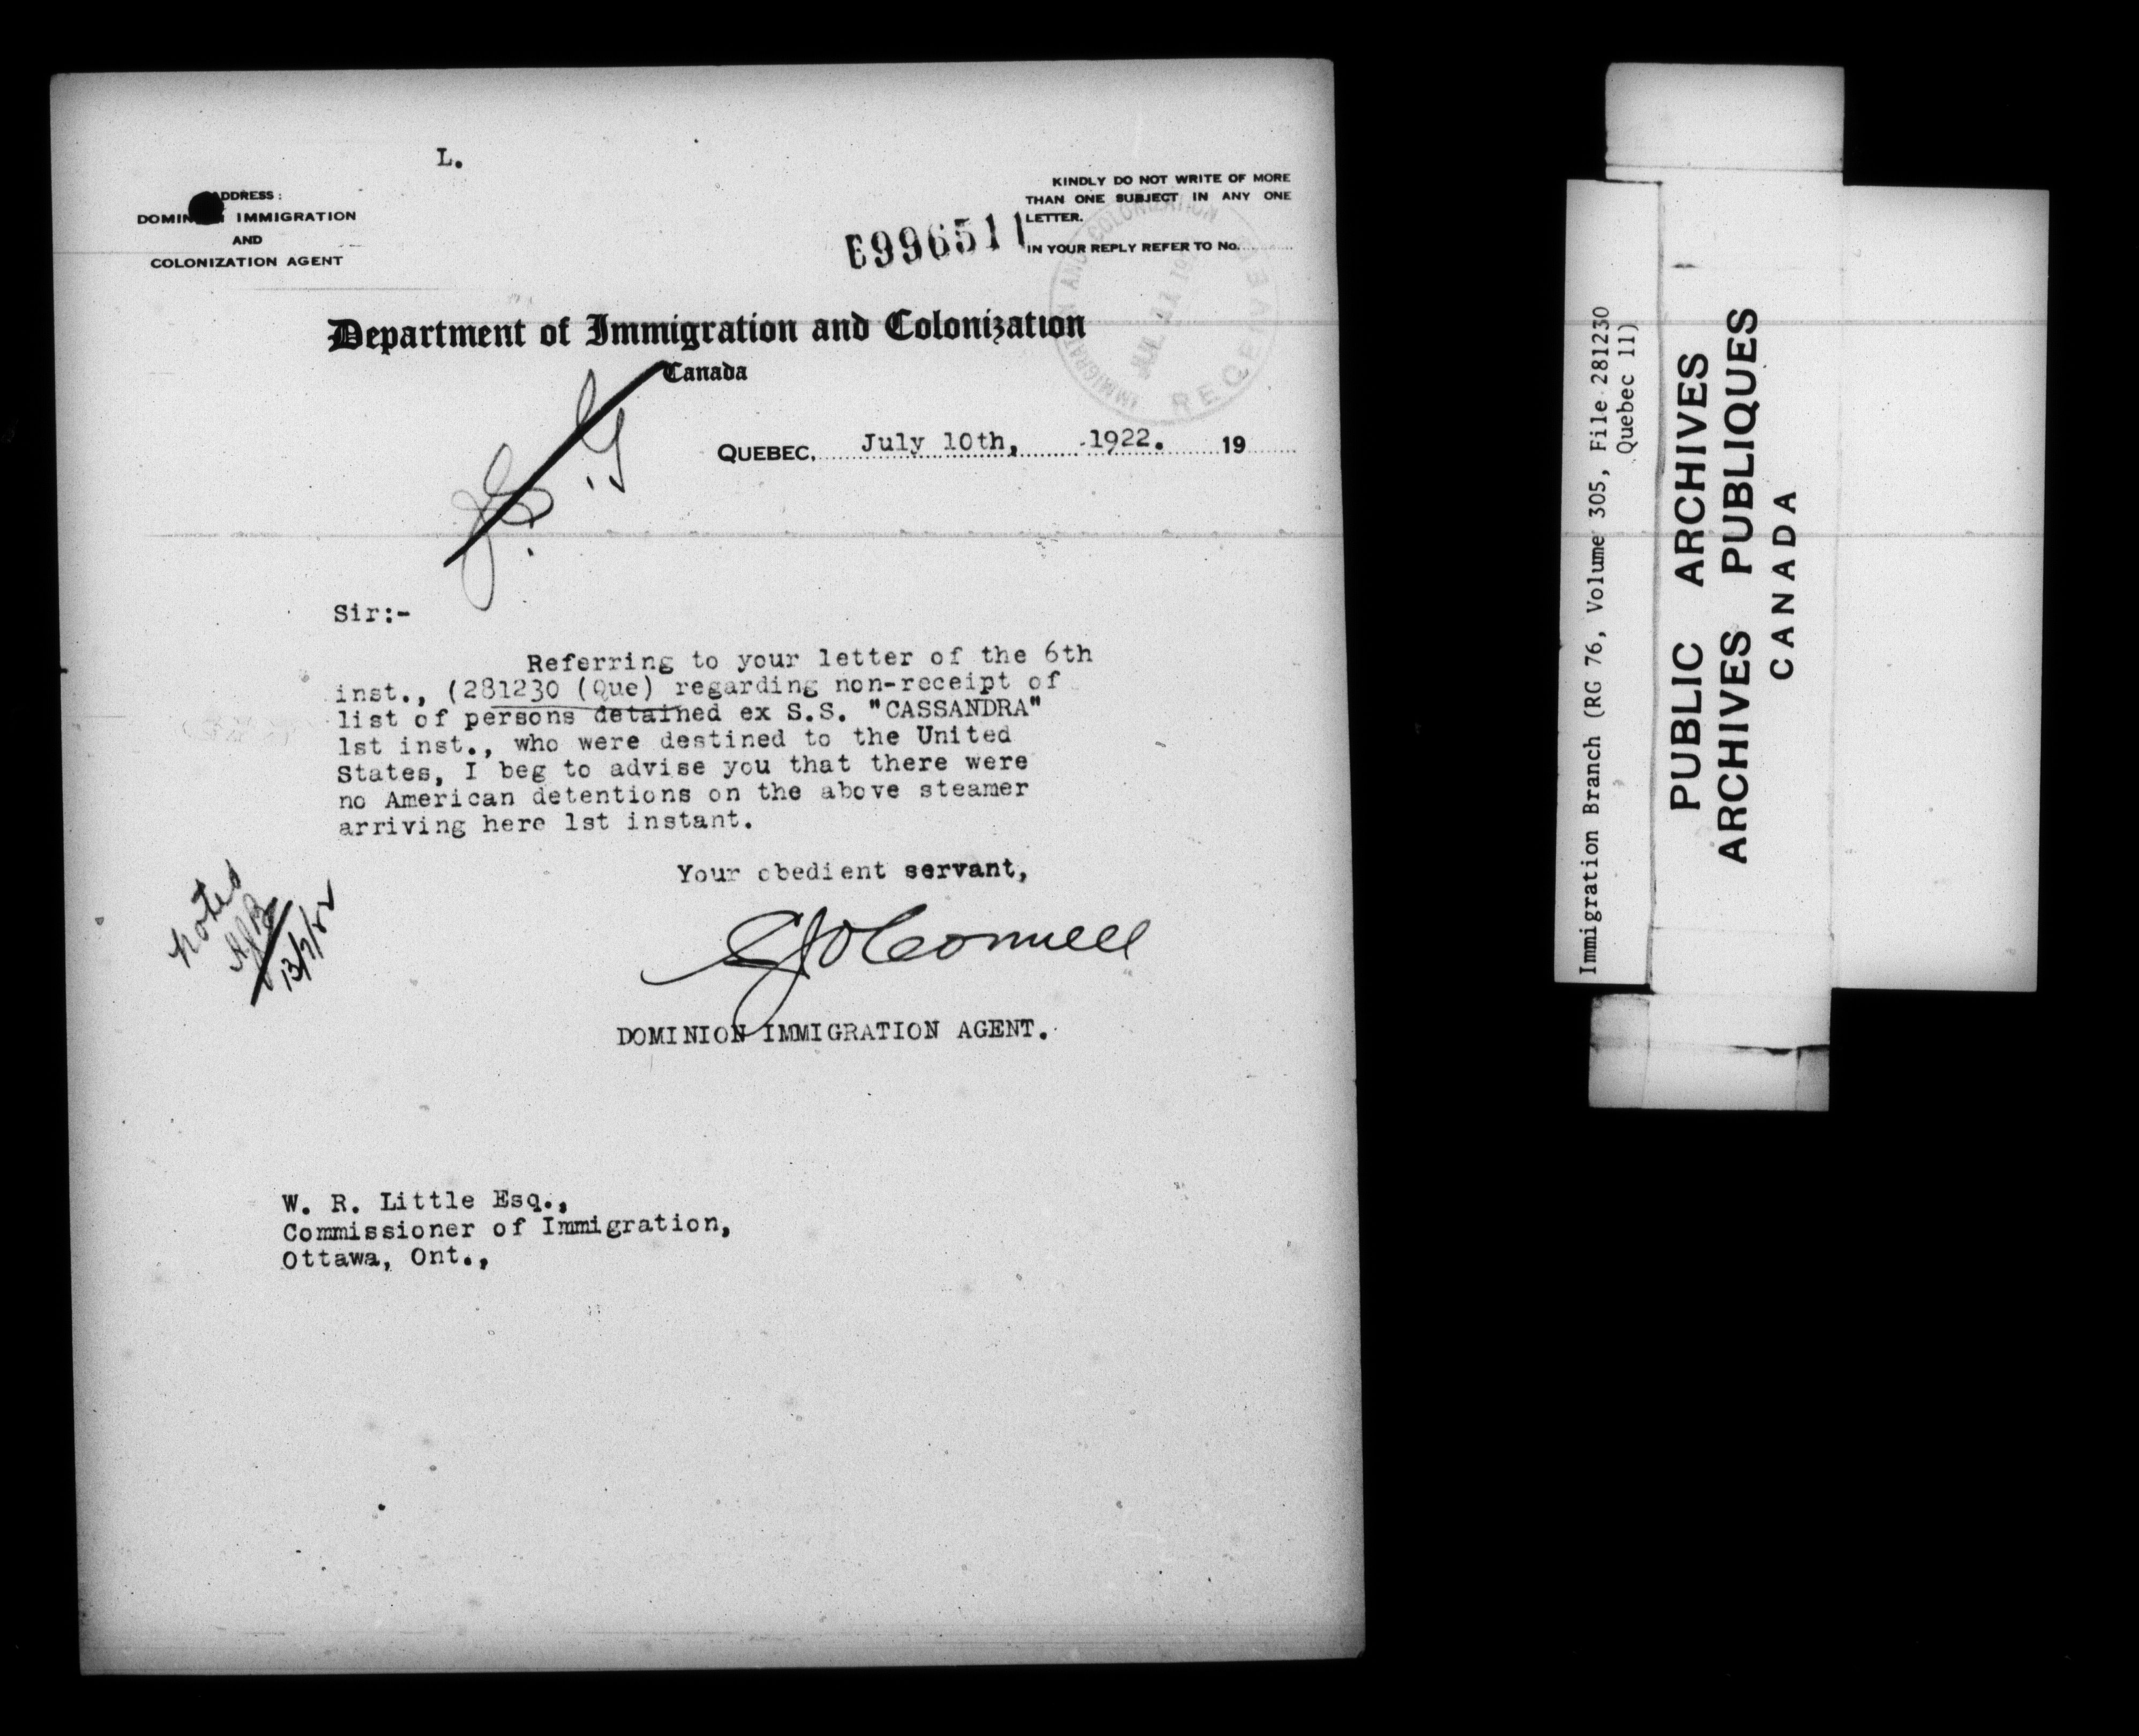 L.
ADDRESS :
DOMIN IMMIGRATION
AND
COLONIZATION AGENT
KINDLY DO NOT WRITE OF MORE
THAN ONE SUBJECT IN ANY ONE
LETTER.
IN YOUR REPLY REFER TO No.
E996511
IMMIGRATION AND COLONIZATION
JUL
RECEIVED
Department of Immigration and Colonization
Canada
QUEBEC, July 10th, 1922. 19
Sir:-
Referring to your letter of the 6th
inst., (281230 (Que) regarding non-receipt of
list of persons detained ex S.S. "CASSANDRA"
1st inst., who were destined to the United
States, I beg to advise you that there were
no American detentions on the above steamer
arriving here 1st instant.
Your obedient servant,
DOMINION IMMIGRATION AGENT.
Noted
13/7/22
W. R. Little Esq.,
Commissioner of Immigration,
Ottawa, Ont.,
Immigration Branch (RG 76, Volume 305, File 281230
Quebec 11)
PUBLIC ARCHIVES
ARCHIVES PUBLIQUES
CANADA